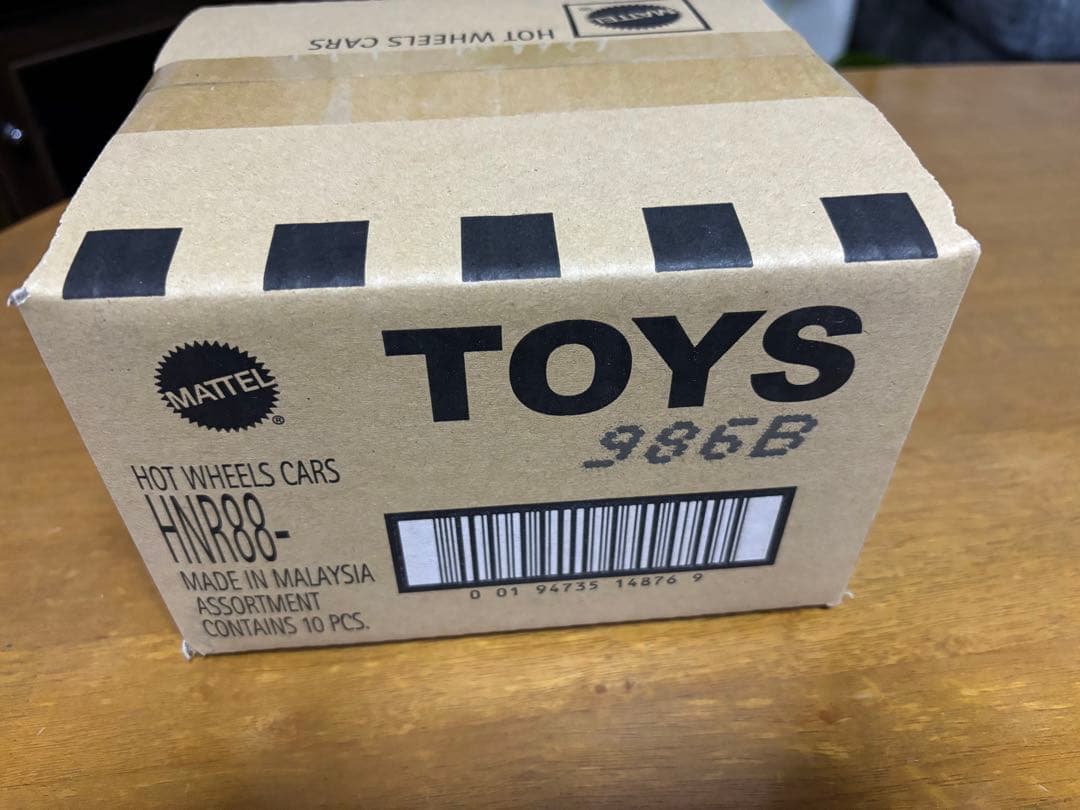 MATTEL
HOT WHEELS CARS
MATTEL
®
TOYS
986B
HOT WHEELS CARS
HNR88-
MADE IN MALAYSIA
ASSORTMENT
CONTAINS 10 PCS.
0 01 94735 14876 9